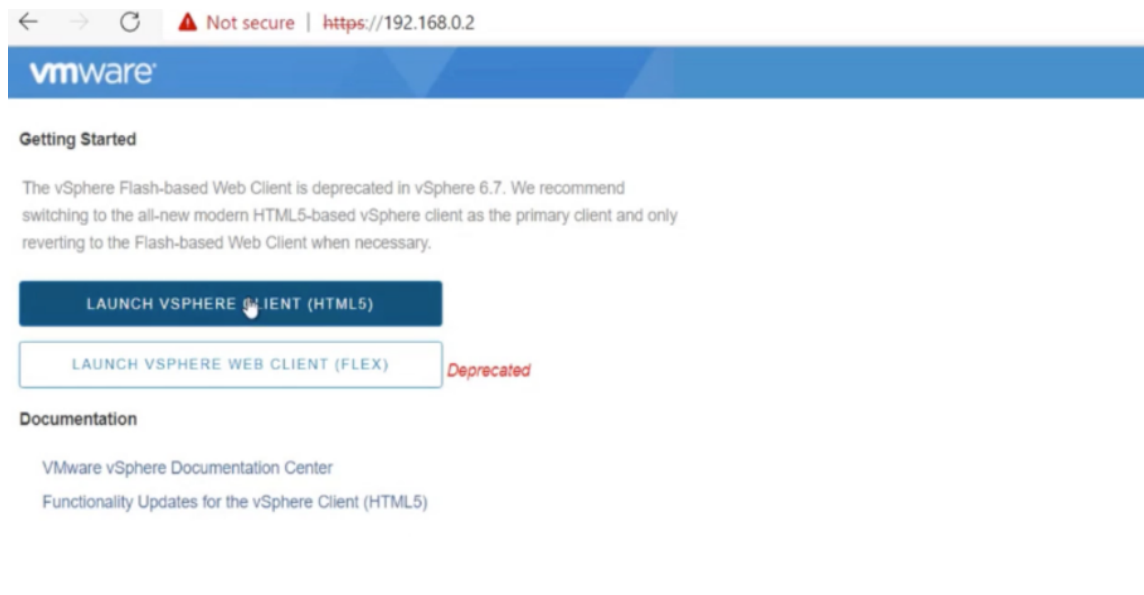 Not secure | https://192.168.0.2
vmware
Getting Started
The vSphere Flash-based Web Client is deprecated in vSphere 6.7. We recommend
switching to the all-new modern HTML5-based vSphere client as the primary client and only
reverting to the Flash-based Web Client when necessary.
LAUNCH VSPHERE CLIENT (HTML5)
LAUNCH VSPHERE WEB CLIENT (FLEX)
Deprecated
Documentation
VMware vSphere Documentation Center
Functionality Updates for the vSphere Client (HTML5)